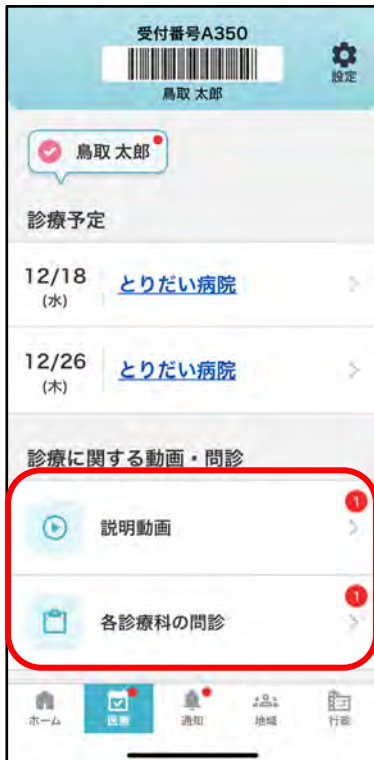 受付番号A350
設定
鳥取 太郎
鳥取 太郎
診療予定
12/18
(水)
とりだい病院
12/26
(木)
とりだい病院
診療に関する動画・問診
1
説明動画
1
各診療科の問診
ホーム
医療
通知
地域
行政